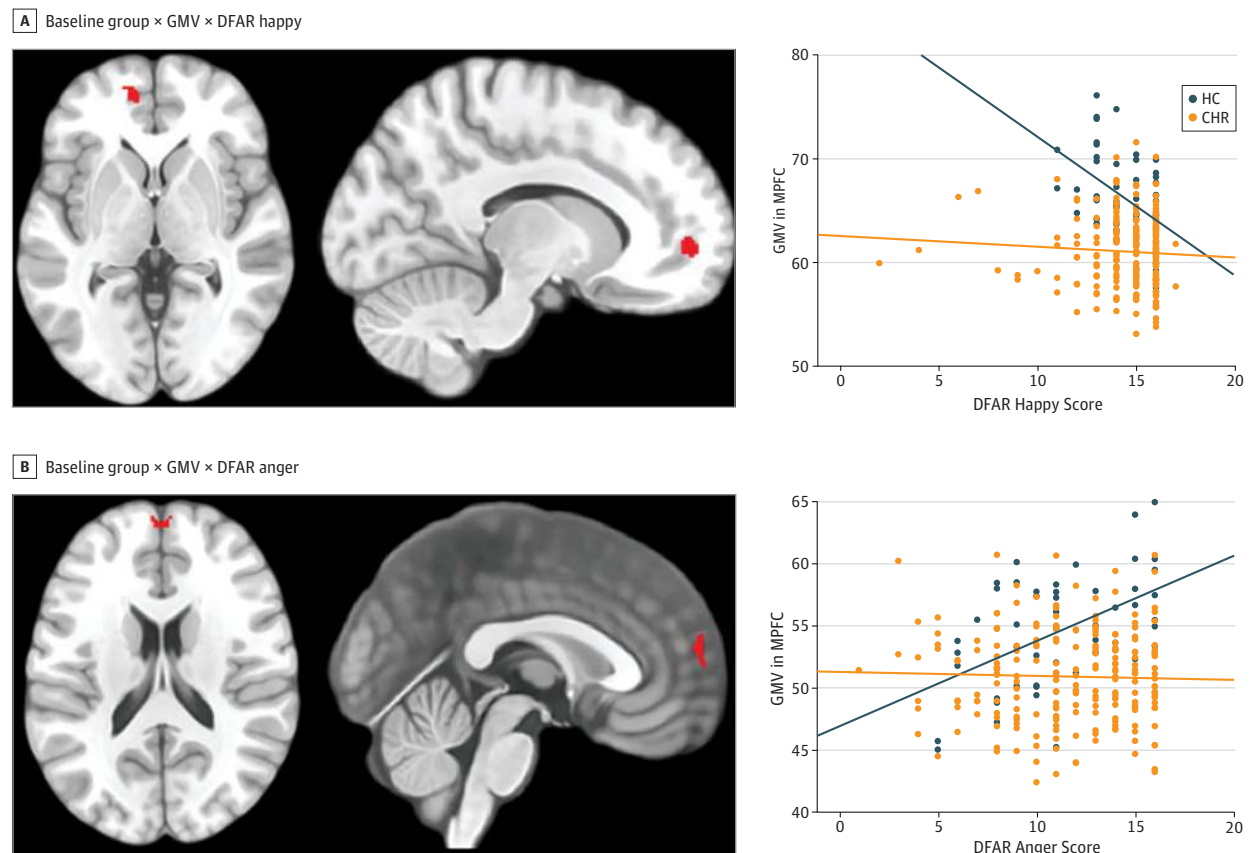 A Baseline group × GMV × DFAR happy
80
70
60
50
GMV in MPFC
HC
CHR
0 5 10 15 20
DFAR Happy Score
B Baseline group × GMV × DFAR anger
65
60
55
50
45
40
GMV in MPFC
0 5 10 15 20
DFAR Anger Score